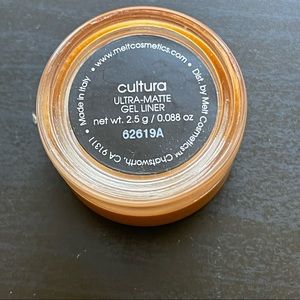 cultura
ULTRA-MATTE
GEL LINER
net wt. 2.5 g / 0.088 oz
62619A
• Made in Italy • www.meltcosmetics.com • Dist. by Melt Cosmetics™ Chatsworth, CA 91311